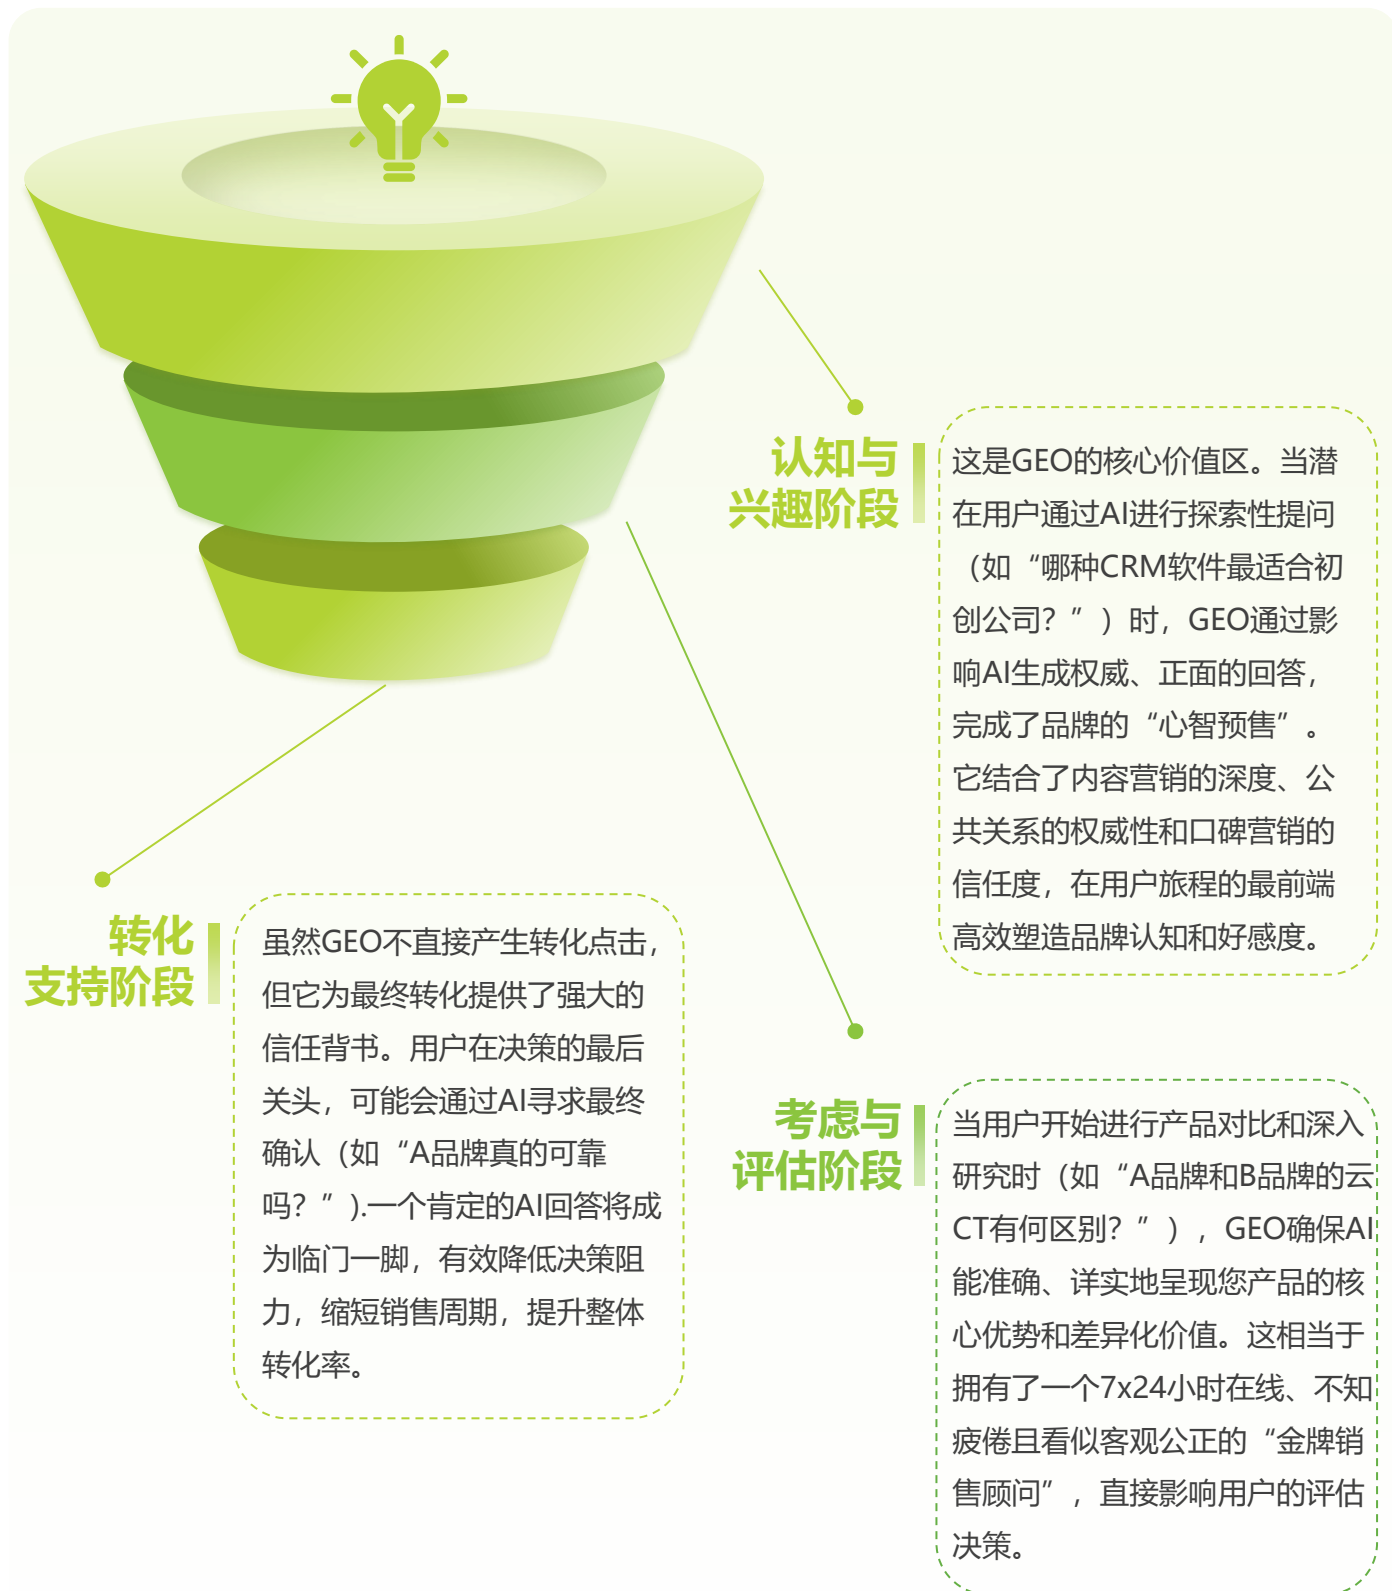 认知与
兴趣阶段
这是GEO的核心价值区。当潜
在用户通过AI进行探索性提问
（如“哪种CRM软件最适合初
创公司？”）时，GEO通过影
响AI生成权威、正面的回答，
完成了品牌的“心智预售”。
它结合了内容营销的深度、公
共关系的权威性和口碑营销的
信任度，在用户旅程的最前端
高效塑造品牌认知和好感度。
转化
支持阶段
虽然GEO不直接产生转化点击，
但它为最终转化提供了强大的
信任背书。用户在决策的最后
关头，可能会通过AI寻求最终
确认（如“A品牌真的可靠
吗？”).一个肯定的AI回答将成
为临门一脚，有效降低决策阻
力，缩短销售周期，提升整体
转化率。
考虑与
评估阶段
当用户开始进行产品对比和深入
研究时（如“A品牌和B品牌的云
CT有何区别？”），GEO确保AI
能准确、详实地呈现您产品的核
心优势和差异化价值。这相当于
拥有了一个7x24小时在线、不知
疲倦且看似客观公正的“金牌销
售顾问”，直接影响用户的评估
决策。